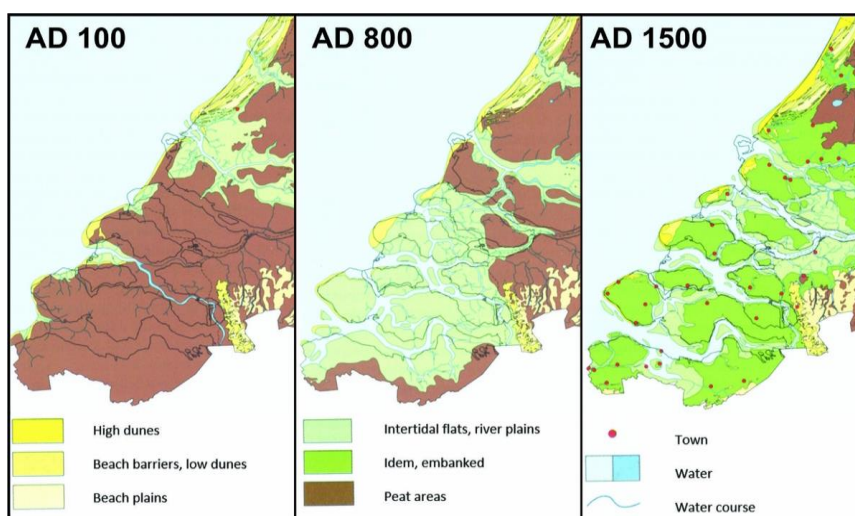 AD 100
AD 800
AD 1500
High dunes
Beach barriers, low dunes
Beach plains
Intertidal flats, river plains
Idem, embanked
Peat areas
Town
Water
Water course